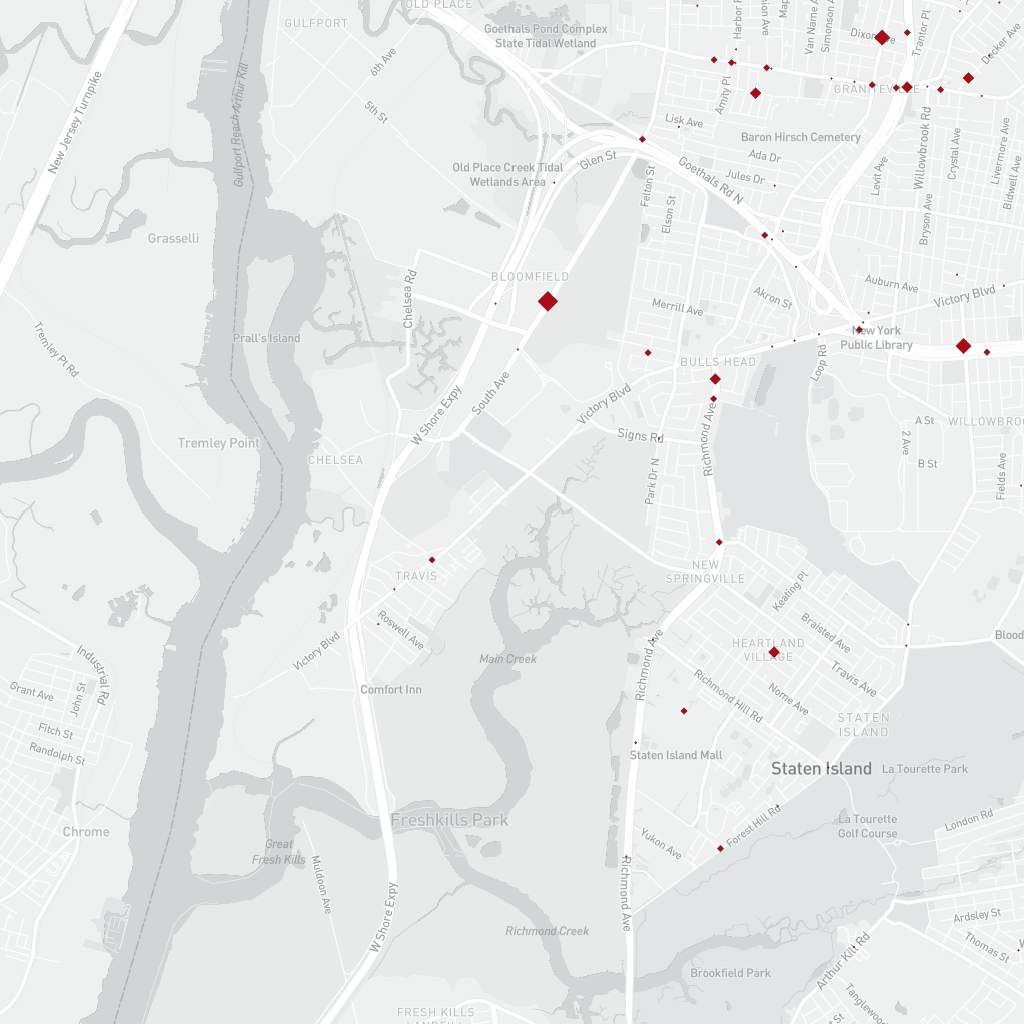 OLD PLACE
GULFPORT
Goethals Pond Complex
State Tidal Wetland
Dixon Ave
Van Name A
Simonson A
Trantor Pl
Decker Ave
Harbor R
6th Ave
5th St
New Jersey Turnpike
Gulfport Reach Arthur Kill
Amity Pl
GRANITEVILLE
Lisk Ave
Baron Hirsch Cemetery
Willowbrook Rd
Crystal Ave
Livermore Ave
Bidwell Ave
Old Place Creek Tidal
Wetlands Area
Glen St
Goethals Rd N
Ada Dr
Jules Dr
Levit Ave
Felton St
Elson St
Bryson Ave
Grasselli
BLOOMFIELD
Chelsea Rd
Auburn Ave
Akron St
Victory Blvd
Merrill Ave
New York
Public Library
Prall's Island
Tremley Pt Rd
BULLS HEAD
Loop Rd
W Shore Expy
South Ave
Victory Blvd
Signs Rd
Richmond Ave
A St
2 Ave
B St
WILLOWBROO
Fields Ave
Tremley Point
CHELSEA
Park Dr N
TRAVIS
NEW
SPRINGVILLE
Keating Pl
Roswell Ave
Braisted Ave
Victory Blvd
Main Creek
HEARTLAND
VILLAGE
Blood
Richmond Ave
Travis Ave
Industrial Rd
Grant Ave
John St
Comfort Inn
Richmond Hill Rd
Nome Ave
Fitch St
Randolph St
STATEN
ISLAND
Staten Island Mall
Staten Island
La Tourette Park
Freshkills Park
Chrome
Great
Fresh Kills
Yukon Ave
Forest Hill Rd
La Tourette
Golf Course
London Rd
Muldoon Ave
W Shore Expy
Richmond Ave
Richmond Creek
Ardsley St
Thomas St
Arthur Kill Rd
Brookfield Park
Tanglewood
FRESH KILLS